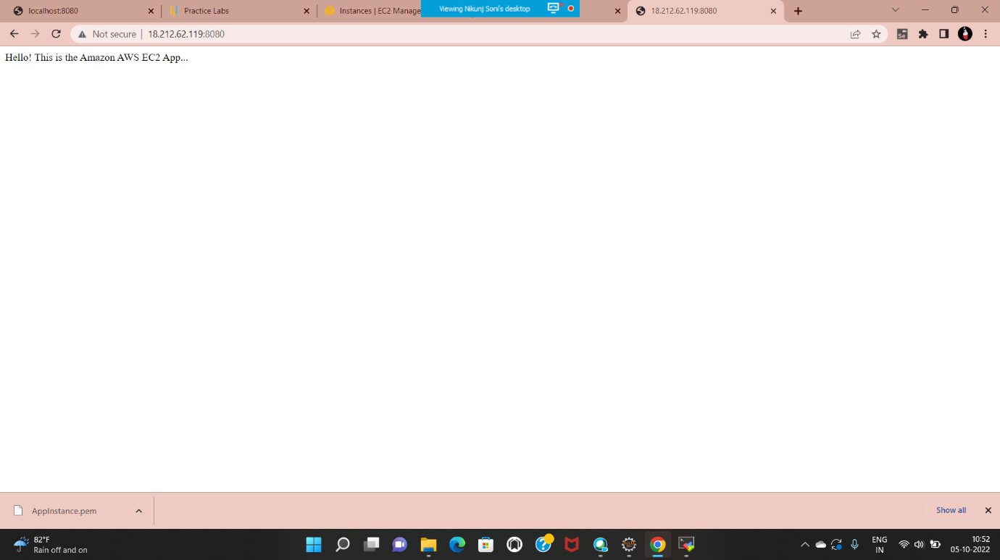 localhost:8080
Practice Labs
Instances | EC2 Manage
Viewing Nikunj Soni's desktop
18.212.62.119:8080
Not secure | 18.212.62.119:8080
Se
Hello! This is the Amazon AWS EC2 App...
AppInstance.pem
Show all
82°F
Rain off and on
ENG
IN
10:52
05-10-2022